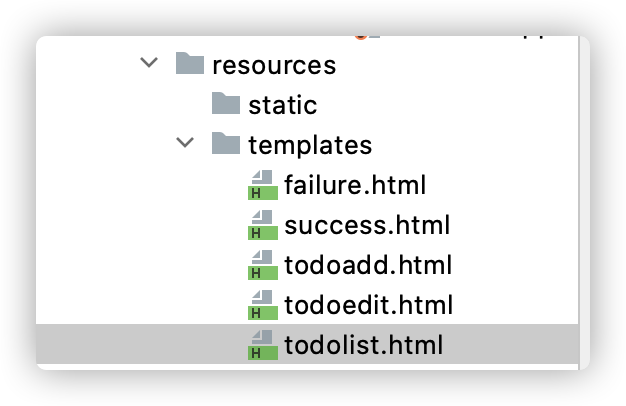 resources
static
templates
failure.html
success.html
todoadd.html
todoedit.html
todolist.html